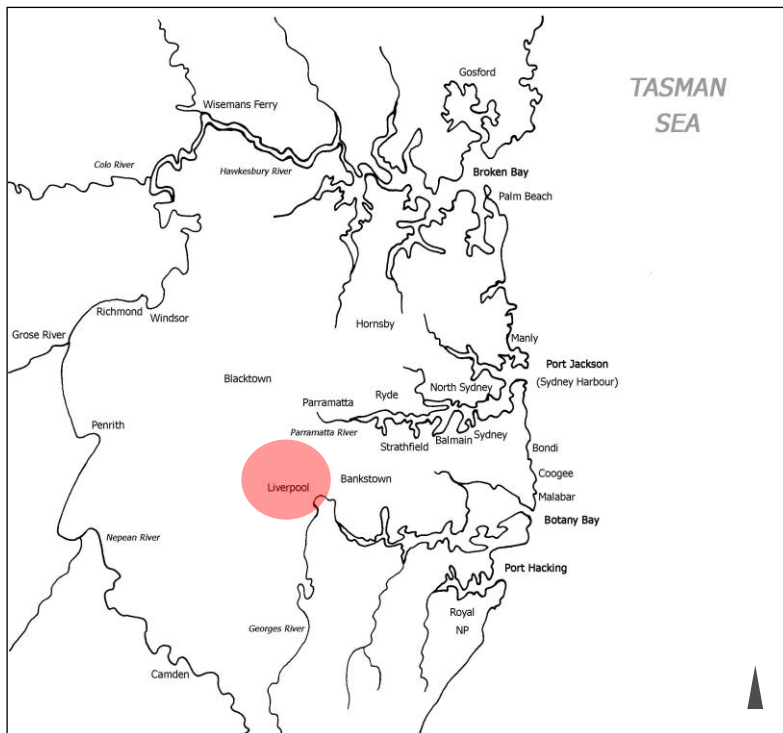 Gosford
TASMAN
SEA
Wisemans Ferry
Colo River
Hawkesbury River
Broken Bay
Palm Beach
Richmond
Windsor
Grose River
Hornsby
Manly
Port Jackson
(Sydney Harbour)
Blacktown
North Sydney
Ryde
Parramatta
Penrith
Parramatta River
Balmain
Sydney
Strathfield
Bondi
Coogee
Liverpool
Bankstown
Malabar
Botany Bay
Nepean River
Port Hacking
Royal
NP
Georges River
Camden